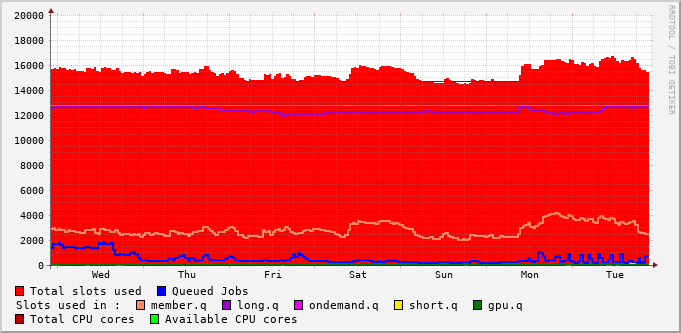 20000
18000
16000
14000
12000
10000
8000
6000
4000
2000
0
Wed Thu Fri Sat Sun Mon Tue
RRDTOOL / TOBI OETIKER
Total slots used Queued Jobs
Slots used in : member.q long.q ondemand.q short.q gpu.q
Total CPU cores Available CPU cores